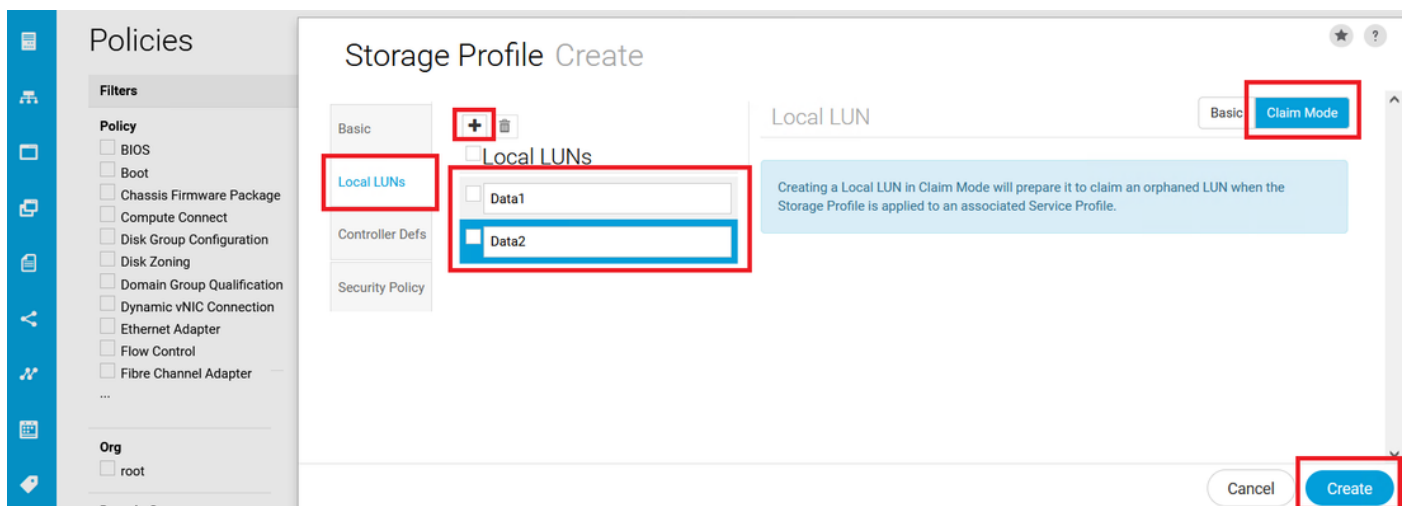 Policies
Filters
Policy
BIOS
Boot
Chassis Firmware Package
Compute Connect
Disk Group Configuration
Disk Zoning
Domain Group Qualification
Dynamic vNIC Connection
Ethernet Adapter
Flow Control
Fibre Channel Adapter
...
Org
root
Storage Profile Create
?
Basic
Local LUNs
Controller Defs
Security Policy
Local LUNs
Data1
Data2
Local LUN
Basic
Claim Mode
Creating a Local LUN in Claim Mode will prepare it to claim an orphaned LUN when the
Storage Profile is applied to an associated Service Profile.
Cancel
Create